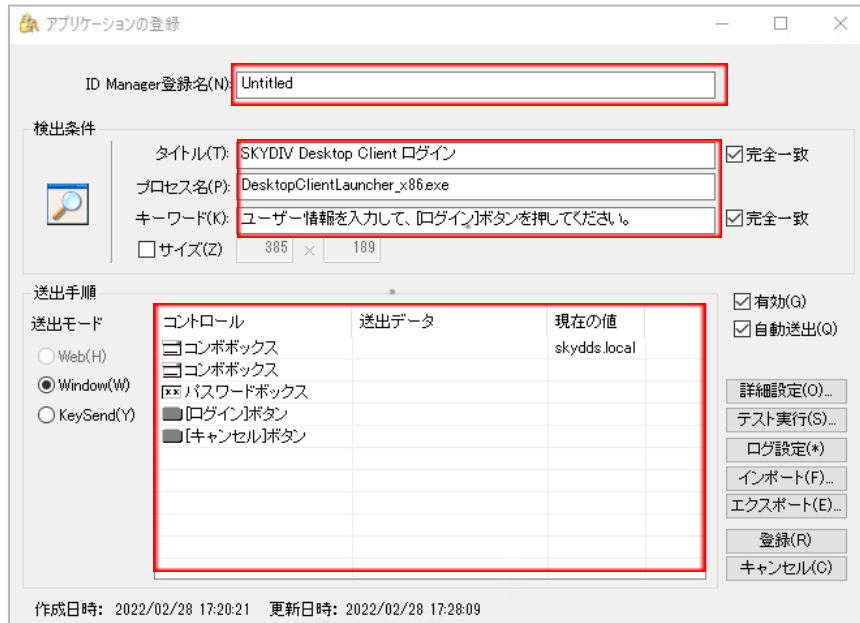 アプリケーションの登録
ID Manager登録名(N): Untitled
検出条件
タイトル(T): SKYDIV Desktop Client ログイン 完全一致
プロセス名(P): DesktopClientLauncher_x86.exe
キーワード(K): ユーザー情報を入力して、[ログイン]ボタンを押してください。 完全一致
サイズ(Z) 385 × 189
送出手順
送出モード
Web(H)
Window(W)
KeySend(Y)
コントロール 送出データ 現在の値
コンボボックス skydds.local
コンボボックス
パスワードボックス
[ログイン]ボタン
[キャンセル]ボタン
有効(G)
自動送出(Q)
詳細設定(O)...
テスト実行(S)...
ログ設定(*)
インポート(F)...
エクスポート(E)...
登録(R)
キャンセル(C)
作成日時: 2022/02/28 17:20:21 更新日時: 2022/02/28 17:28:09